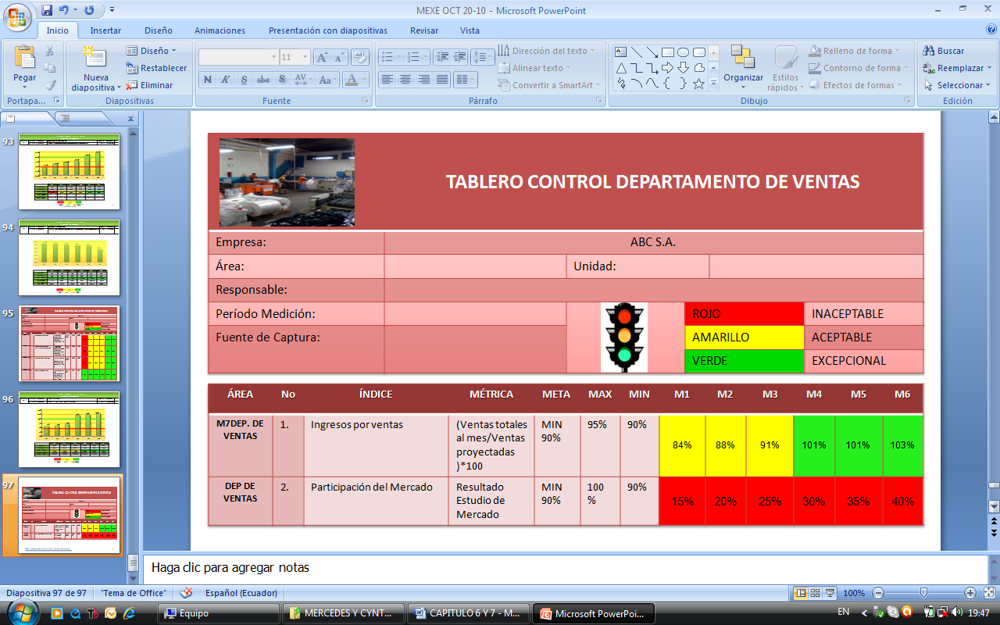 MEXE OCT 20-10 - Microsoft PowerPoint
Inicio Insertar Diseño Animaciones Presentación con diapositivas Revisar Vista
Pegar
Portapa...
Nueva diapositiva
Diseño
Restablecer
Eliminar
Diapositivas
11
Fuente
Dirección del texto
Alinear texto
Convertir a SmartArt
Párrafo
Organizar
Estilos rápidos
Relleno de forma
Contorno de forma
Efectos de formas
Dibujo
Buscar
Reemplazar
Seleccionar
Edición
93
94
95
96
97
TABLERO CONTROL DEPARTAMENTO DE VENTAS
Empresa: ABC S.A.
Área: Unidad:
Responsable:
Período Medición: ROJO INACEPTABLE
Fuente de Captura: AMARILLO ACEPTABLE
VERDE EXCEPCIONAL
ÁREA No ÍNDICE MÉTRICA META MAX MIN M1 M2 M3 M4 M5 M6
M7DEP. DE VENTAS 1. Ingresos por ventas (Ventas totales al mes/Ventas proyectadas )*100 MIN 90% 95% 90% 84% 88% 91% 101% 101% 103%
DEP DE VENTAS 2. Participación del Mercado Resultado Estudio de Mercado MIN 90% 100 % 90% 15% 20% 25% 30% 35% 40%
Haga clic para agregar notas
Diapositiva 97 de 97 "Tema de Office" Español (Ecuador) 100%
Equipo MERCEDES Y CYNT... CAPITULO 6 Y 7 - M... Microsoft PowerPoi... EN 19:47